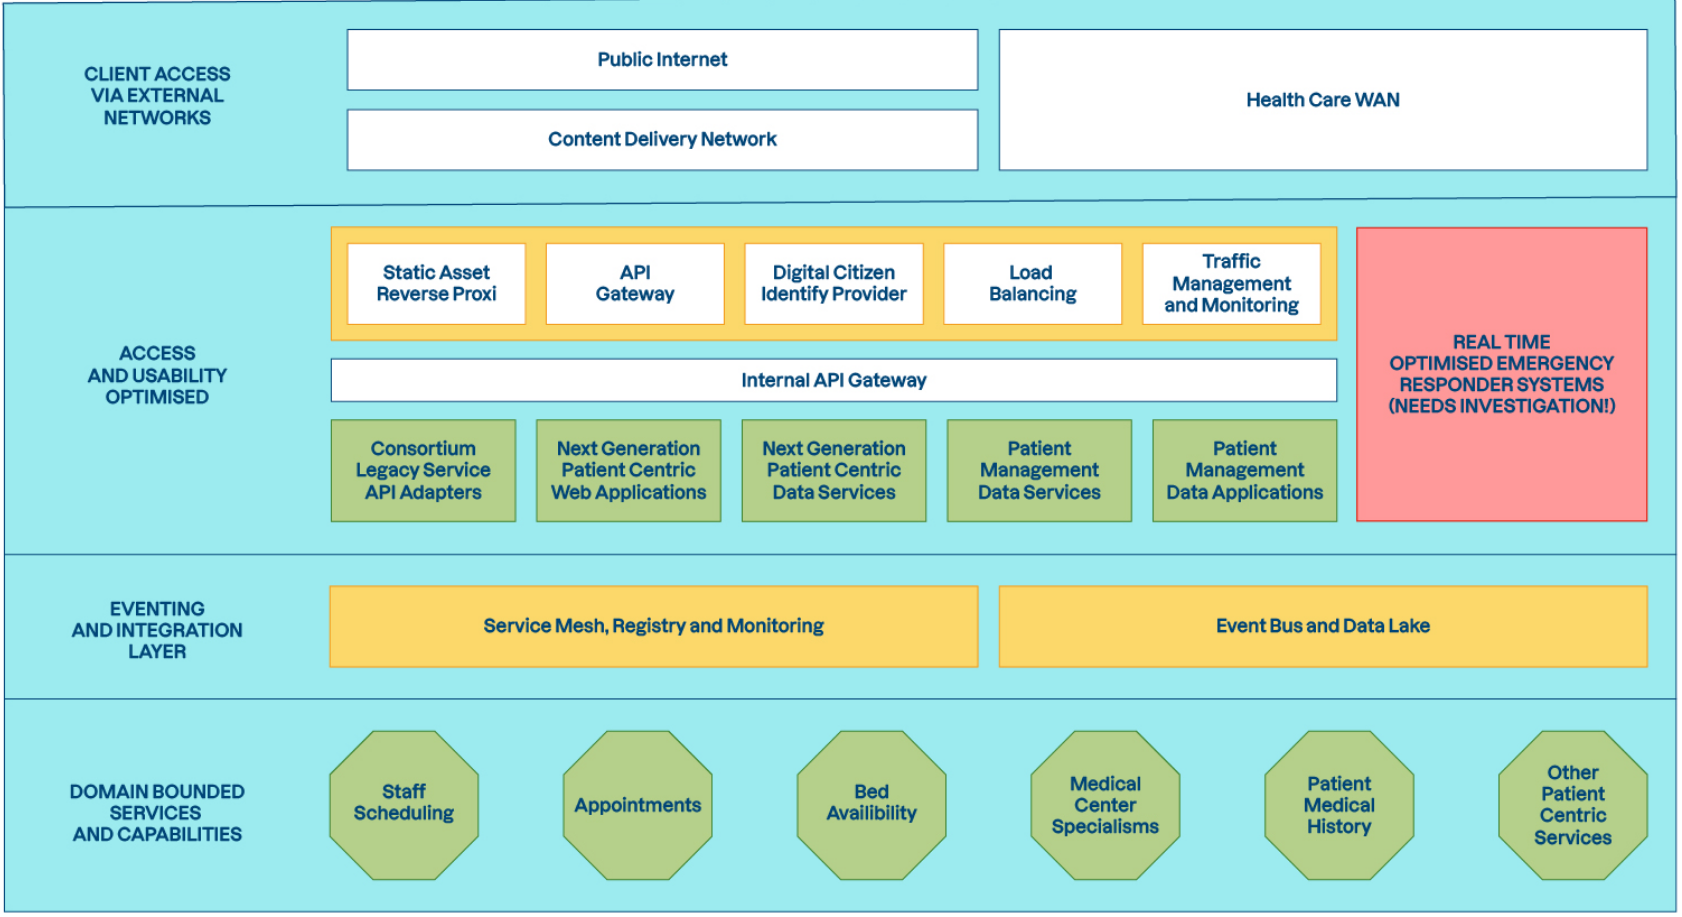 CLIENT ACCESS
VIA EXTERNAL
NETWORKS
Public Internet
Content Delivery Network
Health Care WAN
ACCESS
AND USABILITY
OPTIMISED
Static Asset
Reverse Proxi
API
Gateway
Digital Citizen
Identify Provider
Load
Balancing
Traffic
Management
and Monitoring
Internal API Gateway
Consortium
Legacy Service
API Adapters
Next Generation
Patient Centric
Web Applications
Next Generation
Patient Centric
Data Services
Patient
Management
Data Services
Patient
Management
Data Applications
REAL TIME
OPTIMISED EMERGENCY
RESPONDER SYSTEMS
(NEEDS INVESTIGATION!)
EVENTING
AND INTEGRATION
LAYER
Service Mesh, Registry and Monitoring
Event Bus and Data Lake
DOMAIN BOUNDED
SERVICES
AND CAPABILITIES
Staff
Scheduling
Appointments
Bed
Availibility
Medical
Center
Specialisms
Patient
Medical
History
Other
Patient
Centric
Services